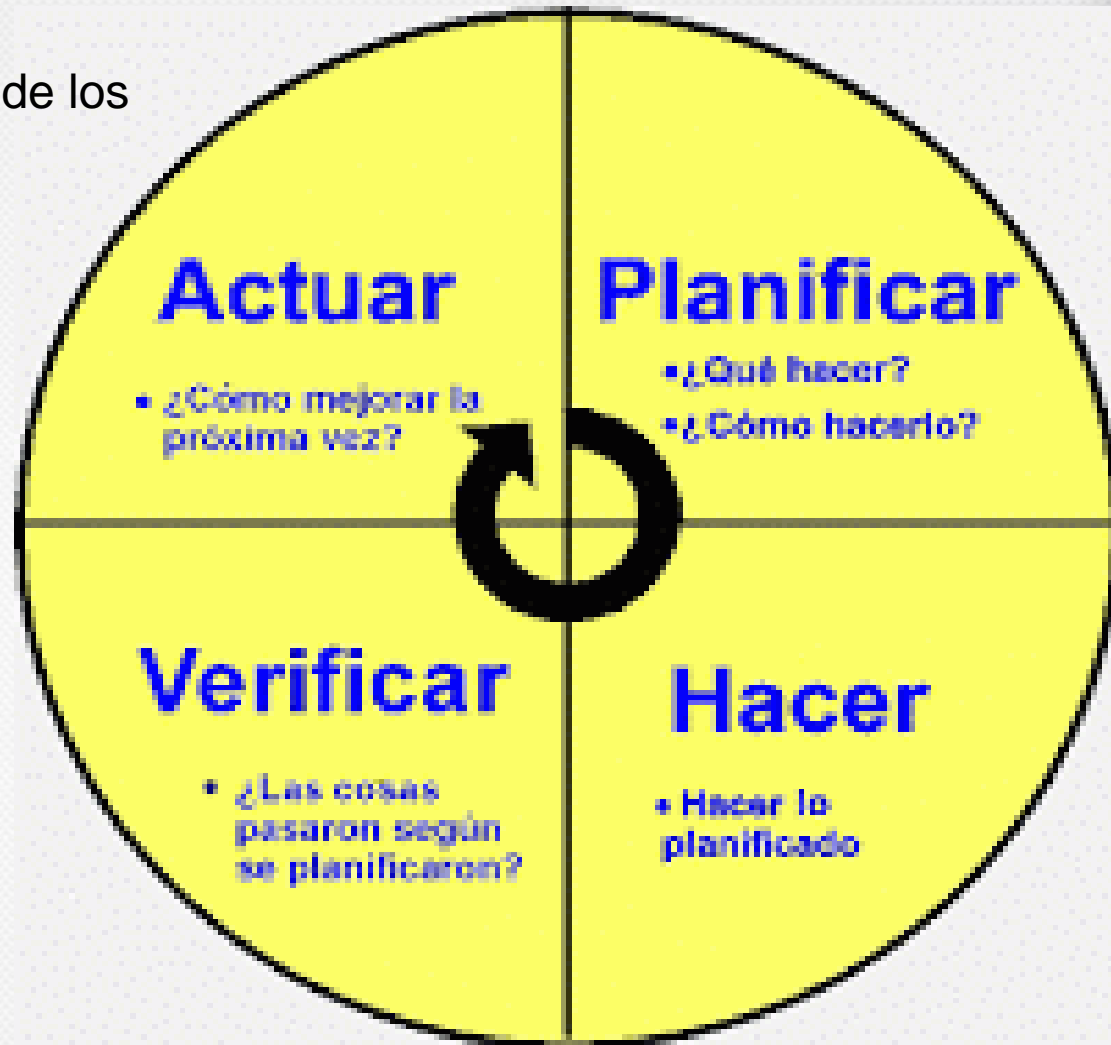 de los
Actuar
• ¿Cómo mejorar la
próxima vez?
Planificar
•¿Qué hacer?
•¿Cómo hacerlo?
Verificar
• ¿Las cosas
pasaron según
se planificaron?
Hacer
• Hacer lo
planificado